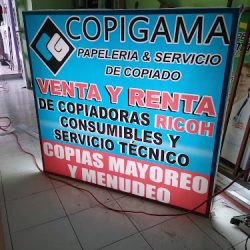 COPIGAMA
PAPELERIA & SERVICIO
DE COPIADO
VENTA Y RENTA
DE COPIADORAS RICOH
CONSUMIBLES Y
SERVICIO TÉCNICO
COPIAS MAYOREO
Y MENUDEO